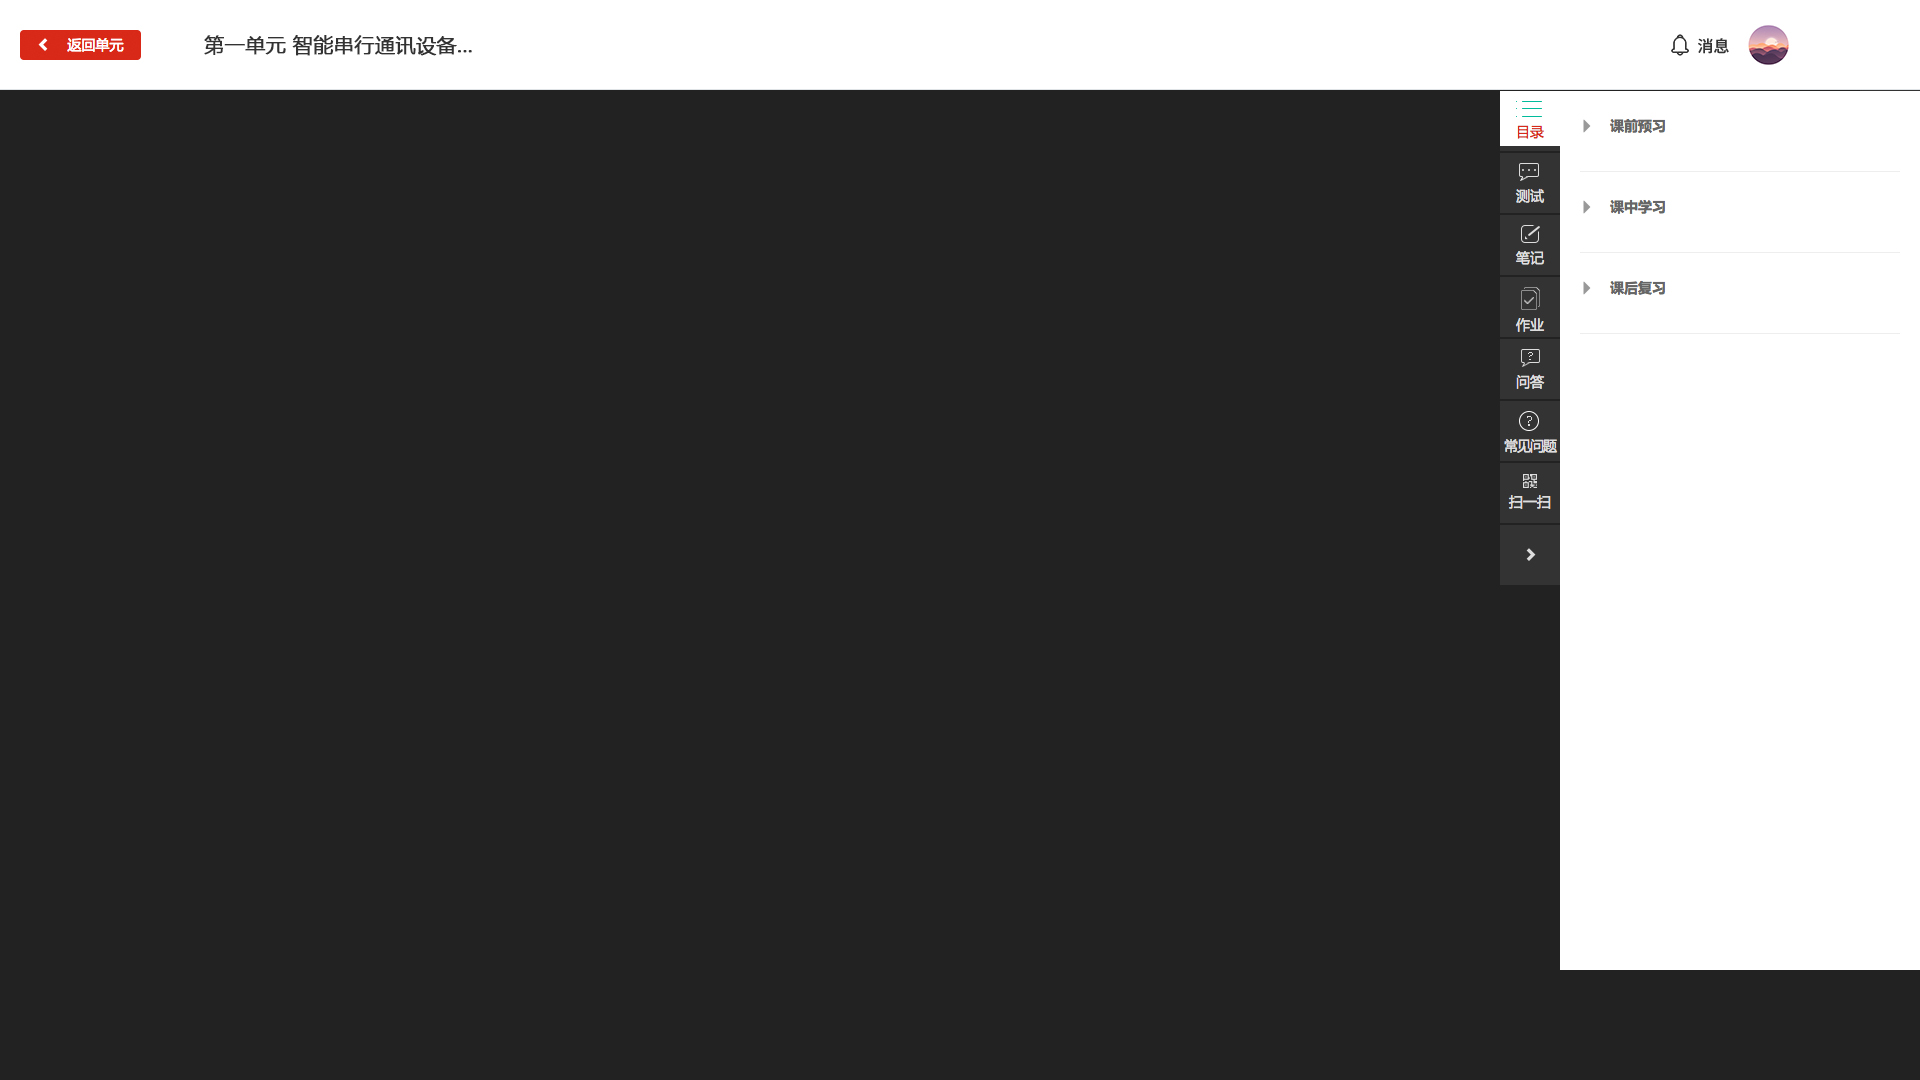 返回单元
第一单元 智能串行通讯设备...
消息
目录
测试
笔记
作业
问答
常见问题
扫一扫
课前预习
课中学习
课后复习